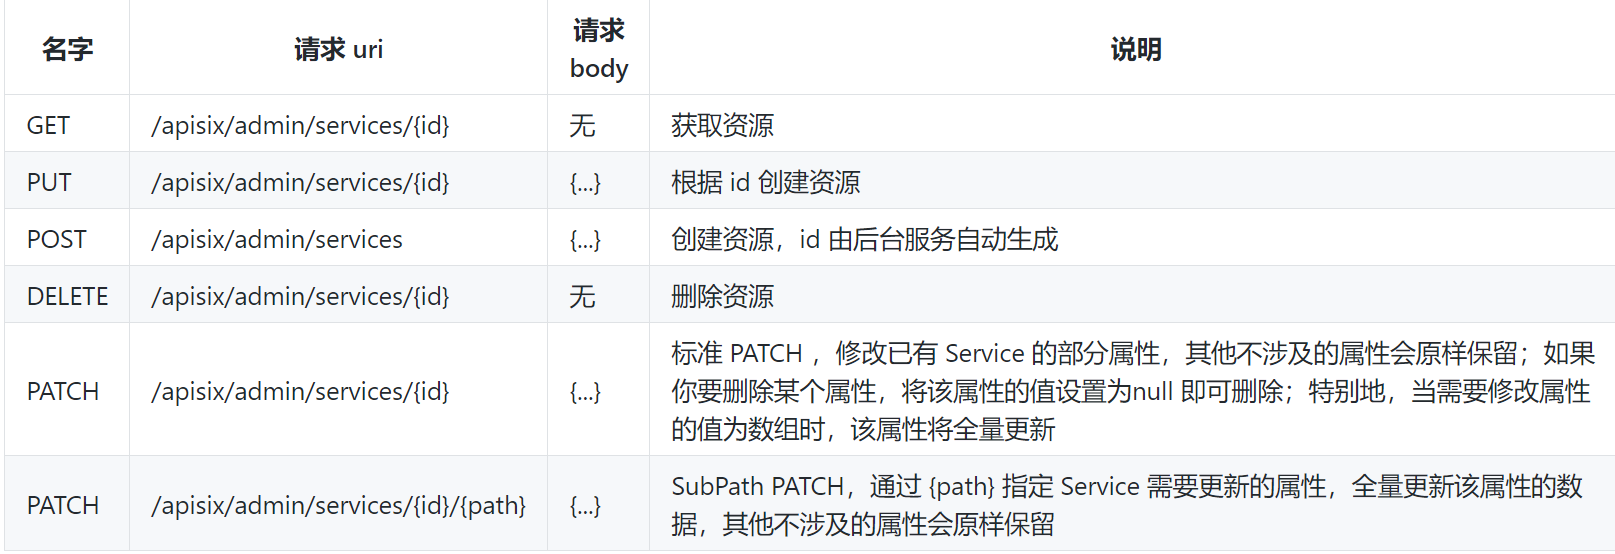 名字 请求 uri 请求 body 说明
GET /apisix/admin/services/{id} 无 获取资源
PUT /apisix/admin/services/{id} {...} 根据 id 创建资源
POST /apisix/admin/services {...} 创建资源，id 由后台服务自动生成
DELETE /apisix/admin/services/{id} 无 删除资源
PATCH /apisix/admin/services/{id} {...} 标准 PATCH ，修改已有 Service 的部分属性，其他不涉及的属性会原样保留；如果
你要删除某个属性，将该属性的值设置为null 即可删除；特别地，当需要修改属性
的值为数组时，该属性将全量更新
PATCH /apisix/admin/services/{id}/{path} {...} SubPath PATCH，通过 {path} 指定 Service 需要更新的属性，全量更新该属性的数
据，其他不涉及的属性会原样保留